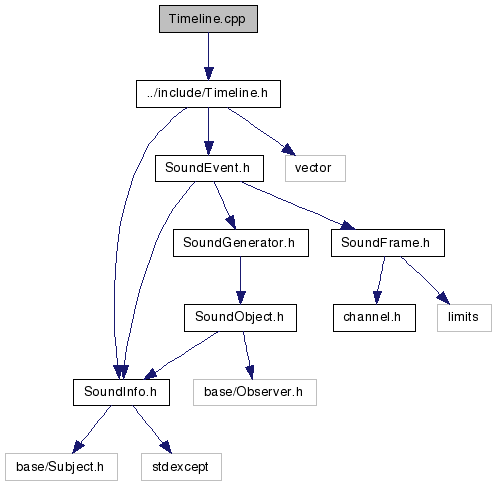 Timeline.cpp
../include/Timeline.h
SoundEvent.h
vector
SoundGenerator.h
SoundFrame.h
SoundObject.h
channel.h
limits
SoundInfo.h
base/Observer.h
base/Subject.h
stdexcept